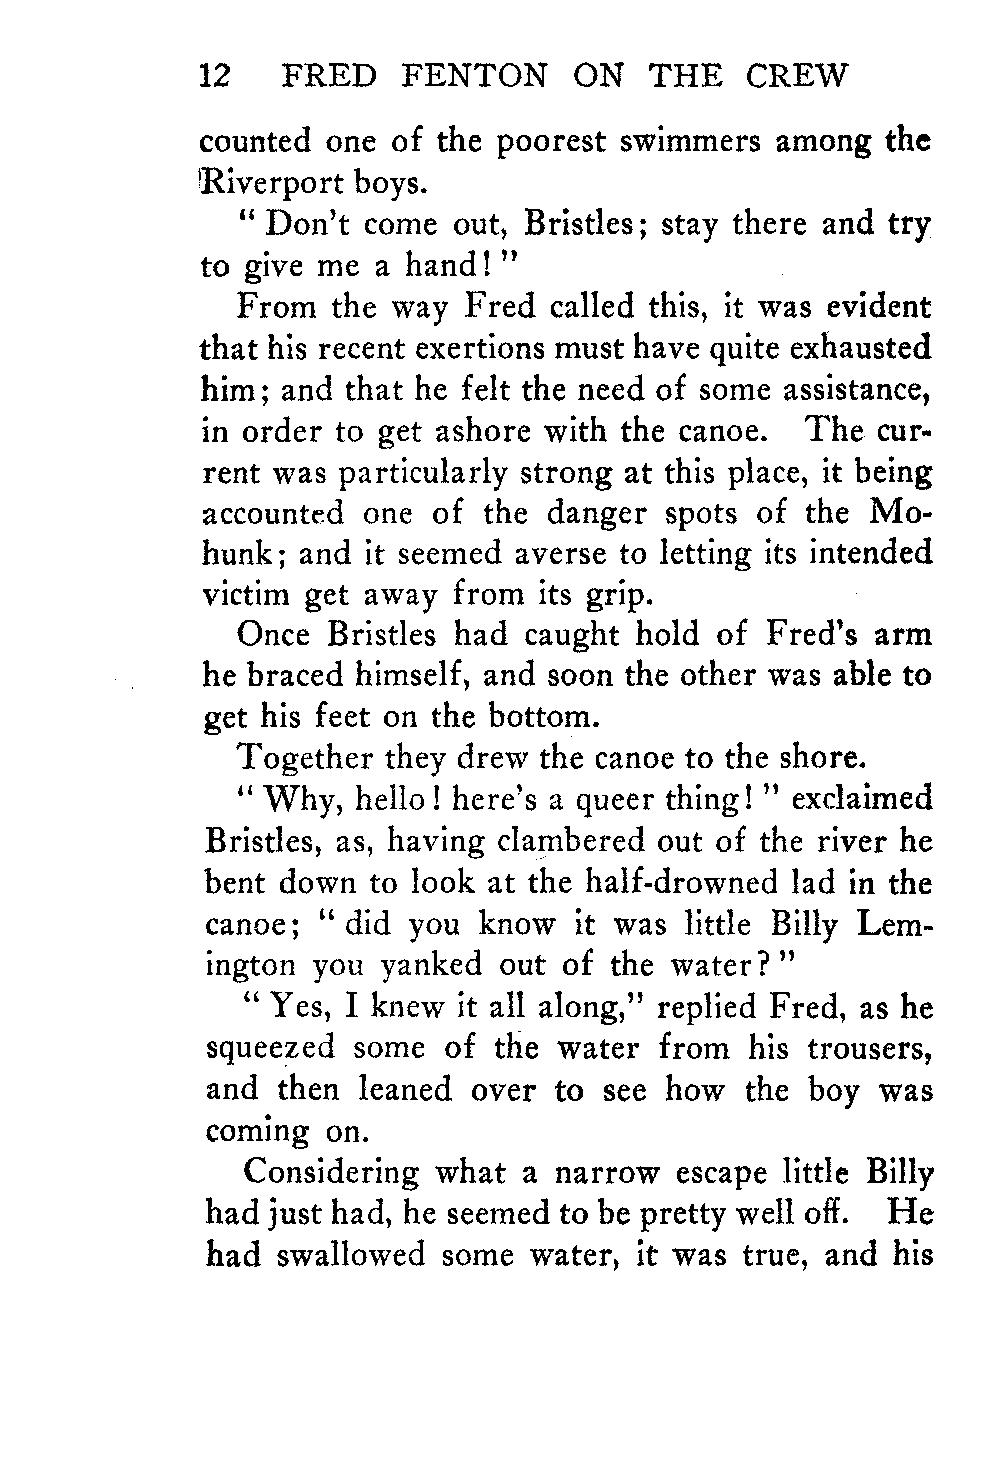 12 FRED FENTON ON THE CREW
counted one of the poorest swimmers among the
Riverport boys.
" Don't come out, Bristles; stay there and try
to give me a hand! "
From the way Fred called this, it was evident
that his recent exertions must have quite exhausted
him; and that he felt the need of some assistance,
in order to get ashore with the canoe. The cur-
rent was particularly strong at this place, it being
accounted one of the danger spots of the Mo-
hunk; and it seemed averse to letting its intended
victim get away from its grip.
Once Bristles had caught hold of Fred's arm
he braced himself, and soon the other was able to
get his feet on the bottom.
Together they drew the canoe to the shore.
" Why, hello! here's a queer thing! " exclaimed
Bristles, as, having clambered out of the river he
bent down to look at the half-drowned lad in the
canoe; " did you know it was little Billy Lem-
ington you yanked out of the water? "
" Yes, I knew it all along," replied Fred, as he
squeezed some of the water from his trousers,
and then leaned over to see how the boy was
coming on.
Considering what a narrow escape little Billy
had just had, he seemed to be pretty well off. He
had swallowed some water, it was true, and his